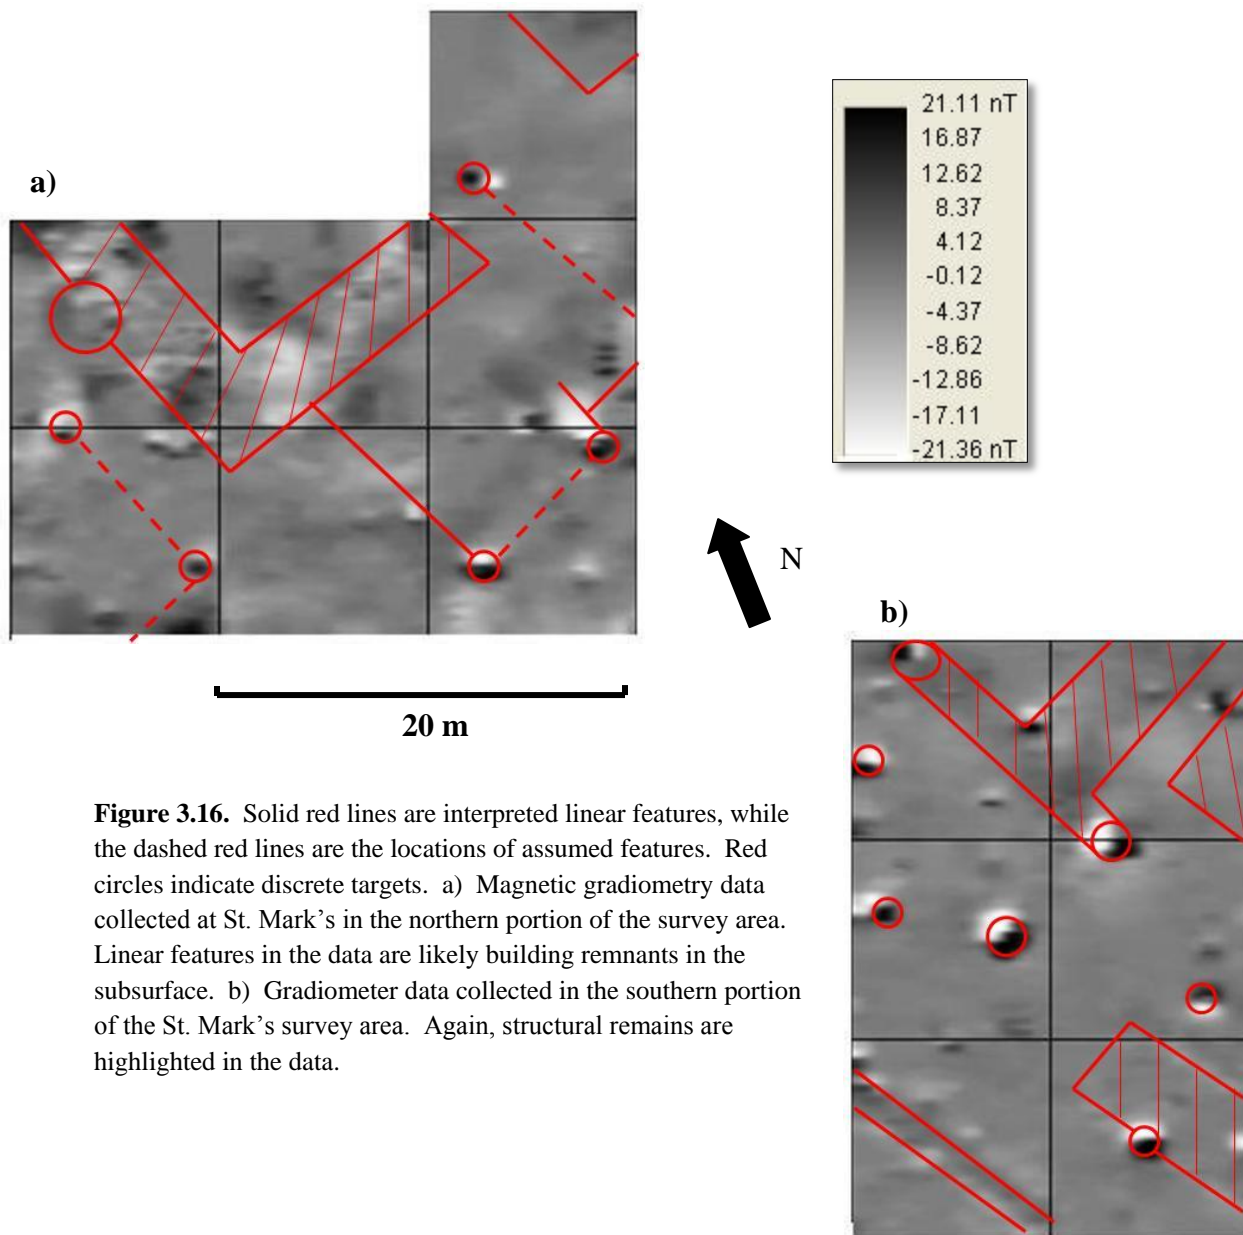 a)
21.11 nT
16.87
12.62
8.37
4.12
-0.12
-4.37
-8.62
-12.86
-17.11
-21.36 nT
N
20 m
b)
Figure 3.16. Solid red lines are interpreted linear features, while
the dashed red lines are the locations of assumed features. Red
circles indicate discrete targets. a) Magnetic gradiometry data
collected at St. Mark’s in the northern portion of the survey area.
Linear features in the data are likely building remnants in the
subsurface. b) Gradiometer data collected in the southern portion
of the St. Mark’s survey area. Again, structural remains are
highlighted in the data.